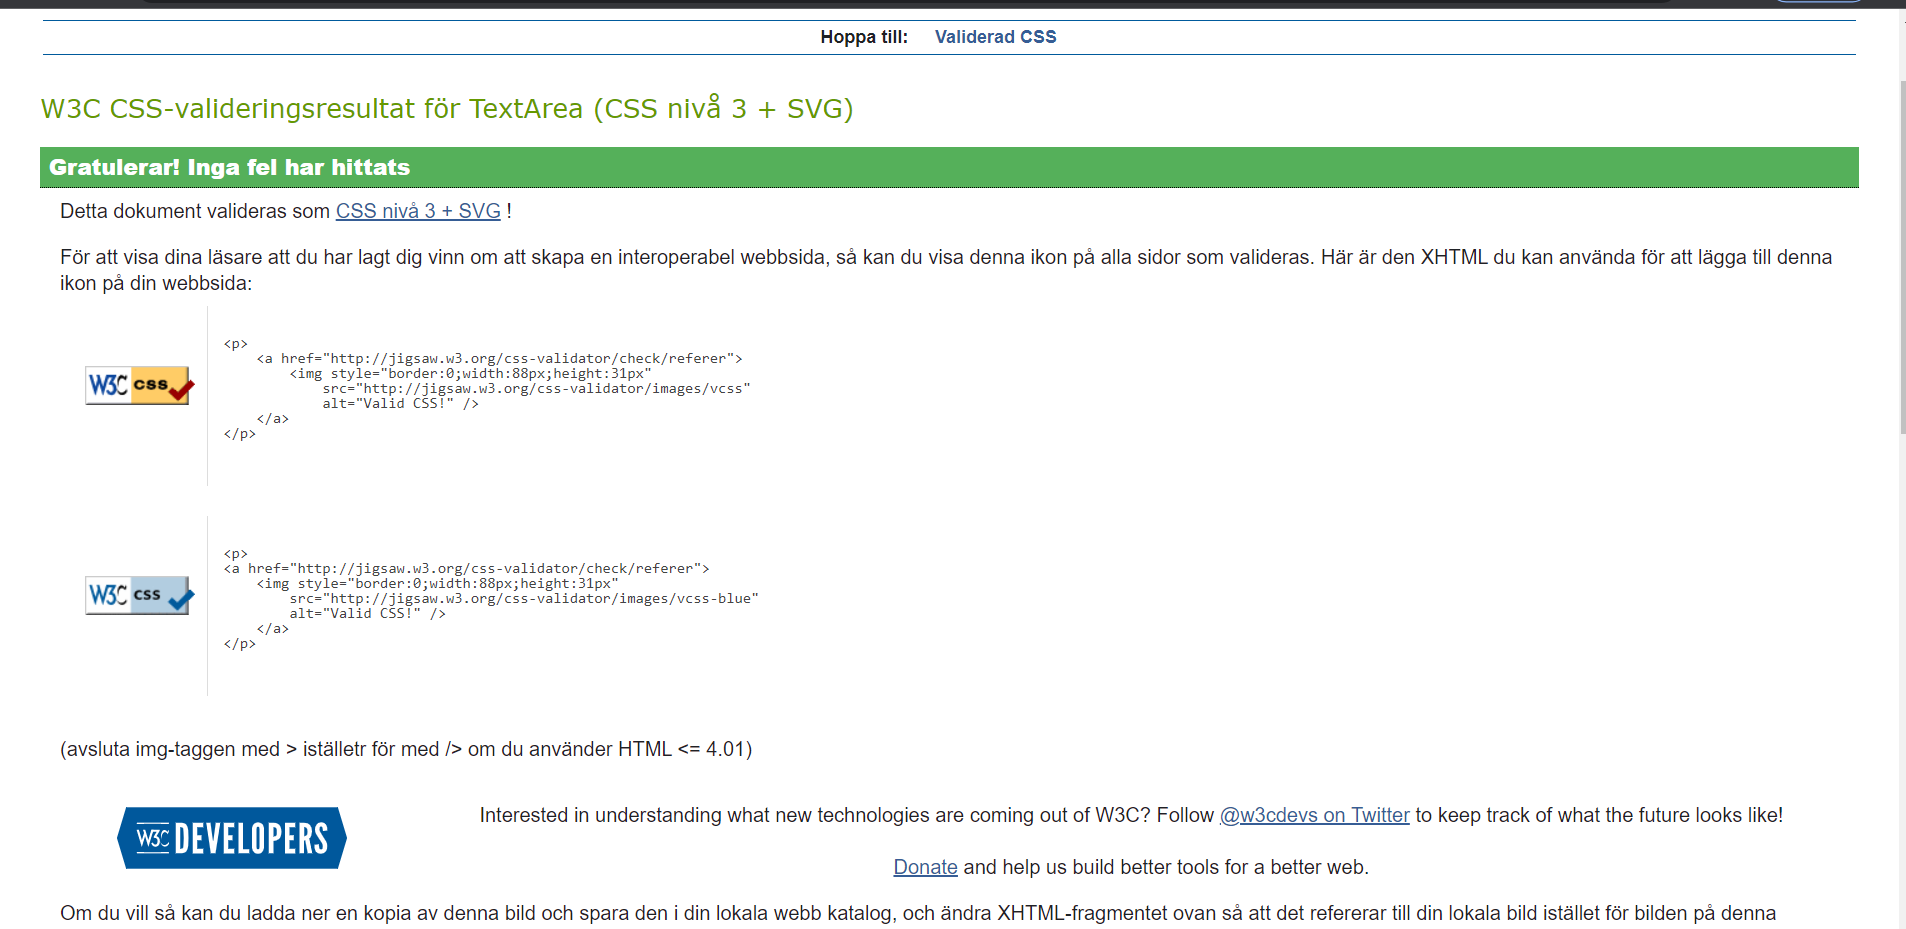 Hoppa till: Validerad CSS
W3C CSS-valideringsresultat för TextArea (CSS nivå 3 + SVG)
Gratulerar! Inga fel har hittats
Detta dokument valideras som CSS nivå 3 + SVG !
För att visa dina läsare att du har lagt dig vinn om att skapa en interoperabel webbsida, så kan du visa denna ikon på alla sidor som valideras. Här är den XHTML du kan använda för att lägga till denna
ikon på din webbsida:
W3C css
<p>
    <a href="http://jigsaw.w3.org/css-validator/check/referer">
        <img style="border:0;width:88px;height:31px"
            src="http://jigsaw.w3.org/css-validator/images/vcss"
            alt="Valid CSS!" />
    </a>
</p>
W3C css
<p>
<a href="http://jigsaw.w3.org/css-validator/check/referer">
    <img style="border:0;width:88px;height:31px"
        src="http://jigsaw.w3.org/css-validator/images/vcss-blue"
        alt="Valid CSS!" />
    </a>
</p>
(avsluta img-taggen med > iställetr för med /> om du använder HTML <= 4.01)
W3C DEVELOPERS
Interested in understanding what new technologies are coming out of W3C? Follow @w3cdevs on Twitter to keep track of what the future looks like!
Donate and help us build better tools for a better web.
Om du vill så kan du ladda ner en kopia av denna bild och spara den i din lokala webb katalog, och ändra XHTML-fragmentet ovan så att det refererar till din lokala bild istället för bilden på denna